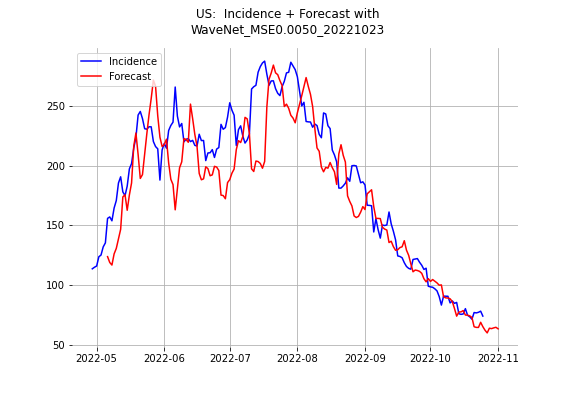 US:  Incidence + Forecast with
WaveNet_MSE0.0050_20221023
Incidence
Forecast
250
200
150
100
50
2022-05 2022-06 2022-07 2022-08 2022-09 2022-10 2022-11